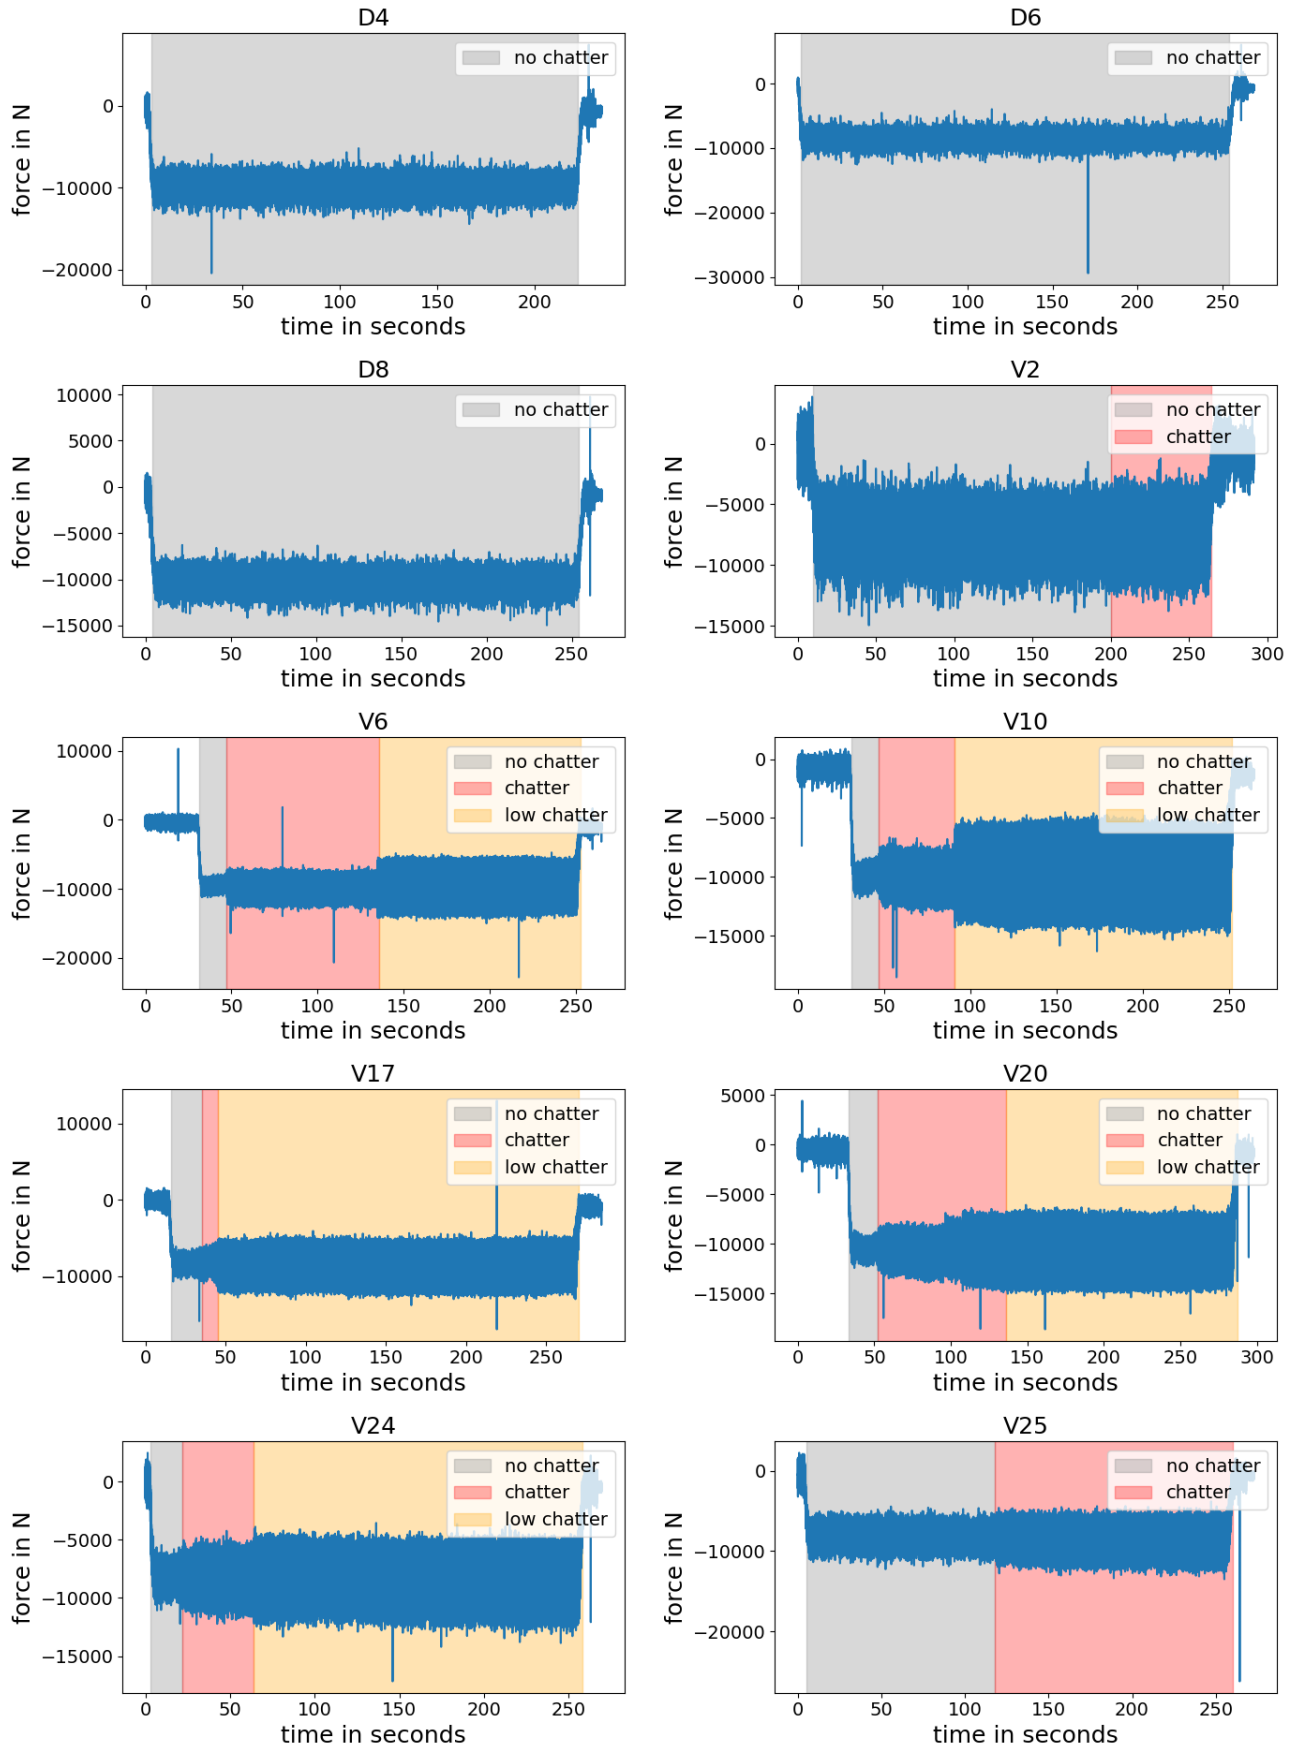 D4
no chatter
force in N
0
−10000
−20000
0 50 100 150 200
time in seconds
D6
no chatter
force in N
0
−10000
−20000
−30000
0 50 100 150 200 250
time in seconds
D8
no chatter
force in N
10000
5000
0
−5000
−10000
−15000
0 50 100 150 200 250
time in seconds
V2
no chatter
chatter
force in N
0
−5000
−10000
−15000
0 50 100 150 200 250 300
time in seconds
V6
no chatter
chatter
low chatter
force in N
10000
0
−10000
−20000
0 50 100 150 200 250
time in seconds
V10
no chatter
chatter
low chatter
force in N
0
−5000
−10000
−15000
0 50 100 150 200 250
time in seconds
V17
no chatter
chatter
low chatter
force in N
10000
0
−10000
0 50 100 150 200 250
time in seconds
V20
no chatter
chatter
low chatter
force in N
5000
0
−5000
−10000
−15000
0 50 100 150 200 250 300
time in seconds
V24
no chatter
chatter
low chatter
force in N
0
−5000
−10000
−15000
0 50 100 150 200 250
time in seconds
V25
no chatter
chatter
force in N
0
−10000
−20000
0 50 100 150 200 250
time in seconds